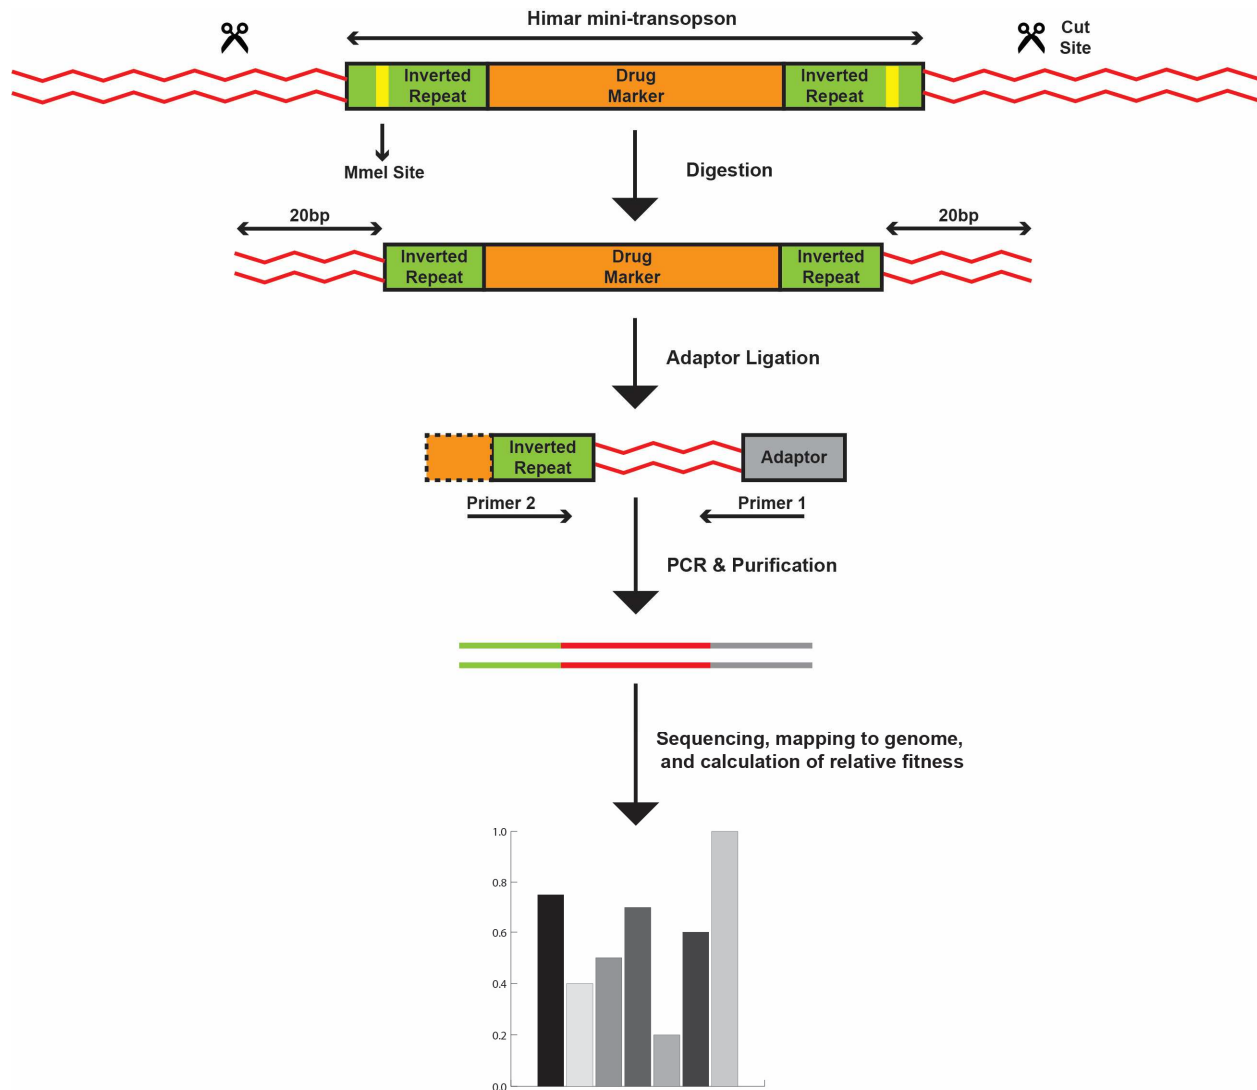 Himar mini-transopson
Cut
Site
Inverted
Repeat
Drug
Marker
Inverted
Repeat
Mmel Site
Digestion
20bp
20bp
Inverted
Repeat
Drug
Marker
Inverted
Repeat
Adaptor Ligation
Inverted
Repeat
Adaptor
Primer 2
Primer 1
PCR & Purification
Sequencing, mapping to genome,
and calculation of relative fitness
1.0
0.8
0.6
0.4
0.2
0.0